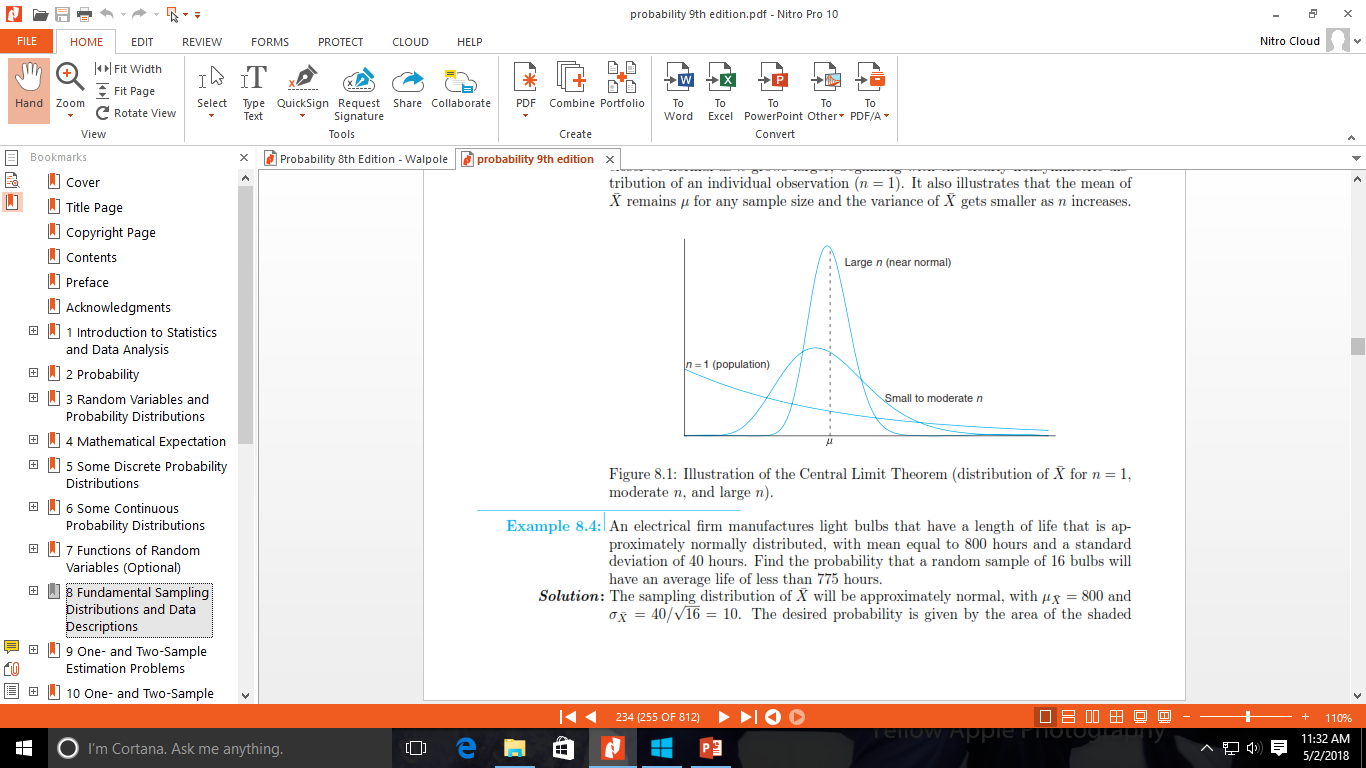 probability 9th edition.pdf - Nitro Pro 10
FILE HOME EDIT REVIEW FORMS PROTECT CLOUD HELP Nitro Cloud
Hand
Zoom
Fit Width
Fit Page
Rotate View
View
Select
Type Text
QuickSign
Request Signature
Share
Collaborate
Tools
PDF
Combine
Portfolio
Create
To Word
To Excel
To PowerPoint
To Other
To PDF/A
Convert
Bookmarks
Cover
Title Page
Copyright Page
Contents
Preface
Acknowledgments
1 Introduction to Statistics
and Data Analysis
2 Probability
3 Random Variables and
Probability Distributions
4 Mathematical Expectation
5 Some Discrete Probability
Distributions
6 Some Continuous
Probability Distributions
7 Functions of Random
Variables (Optional)
8 Fundamental Sampling
Distributions and Data
Descriptions
9 One- and Two-Sample
Estimation Problems
10 One- and Two-Sample
Probability 8th Edition - Walpole
probability 9th edition
tribution of an individual observation (n = 1). It also illustrates that the mean of
X̄ remains μ for any sample size and the variance of X̄ gets smaller as n increases.
Large n (near normal)
n = 1 (population)
Small to moderate n
μ
Figure 8.1: Illustration of the Central Limit Theorem (distribution of X̄ for n = 1,
moderate n, and large n).
Example 8.4: An electrical firm manufactures light bulbs that have a length of life that is ap-
proximately normally distributed, with mean equal to 800 hours and a standard
deviation of 40 hours. Find the probability that a random sample of 16 bulbs will
have an average life of less than 775 hours.
Solution: The sampling distribution of X̄ will be approximately normal, with μX̄ = 800 and
σX̄ = 40/√16 = 10. The desired probability is given by the area of the shaded
234 (255 OF 812)
110%
I'm Cortana. Ask me anything.
Yellow Apple Photography
11:32 AM
5/2/2018